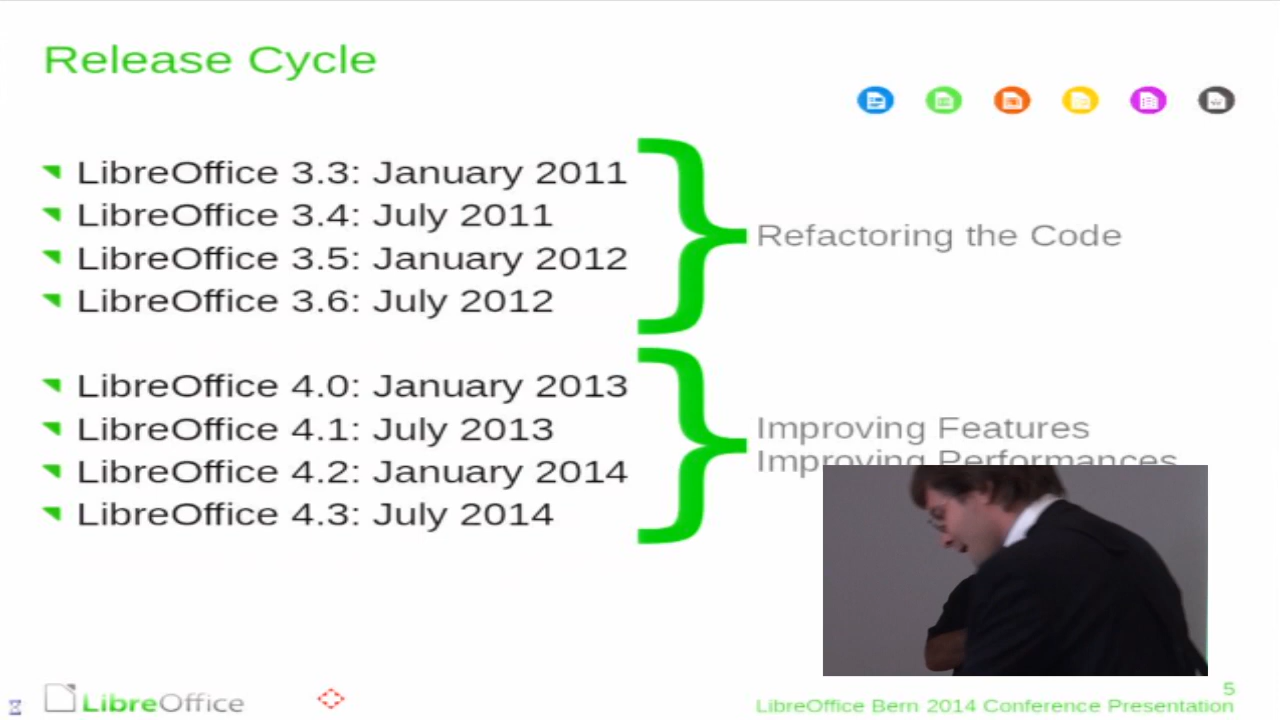 Release Cycle
LibreOffice 3.3: January 2011
LibreOffice 3.4: July 2011
LibreOffice 3.5: January 2012
LibreOffice 3.6: July 2012
Refactoring the Code
LibreOffice 4.0: January 2013
LibreOffice 4.1: July 2013
LibreOffice 4.2: January 2014
LibreOffice 4.3: July 2014
Improving Features
Improving Performances
LibreOffice
5
LibreOffice Bern 2014 Conference Presentation